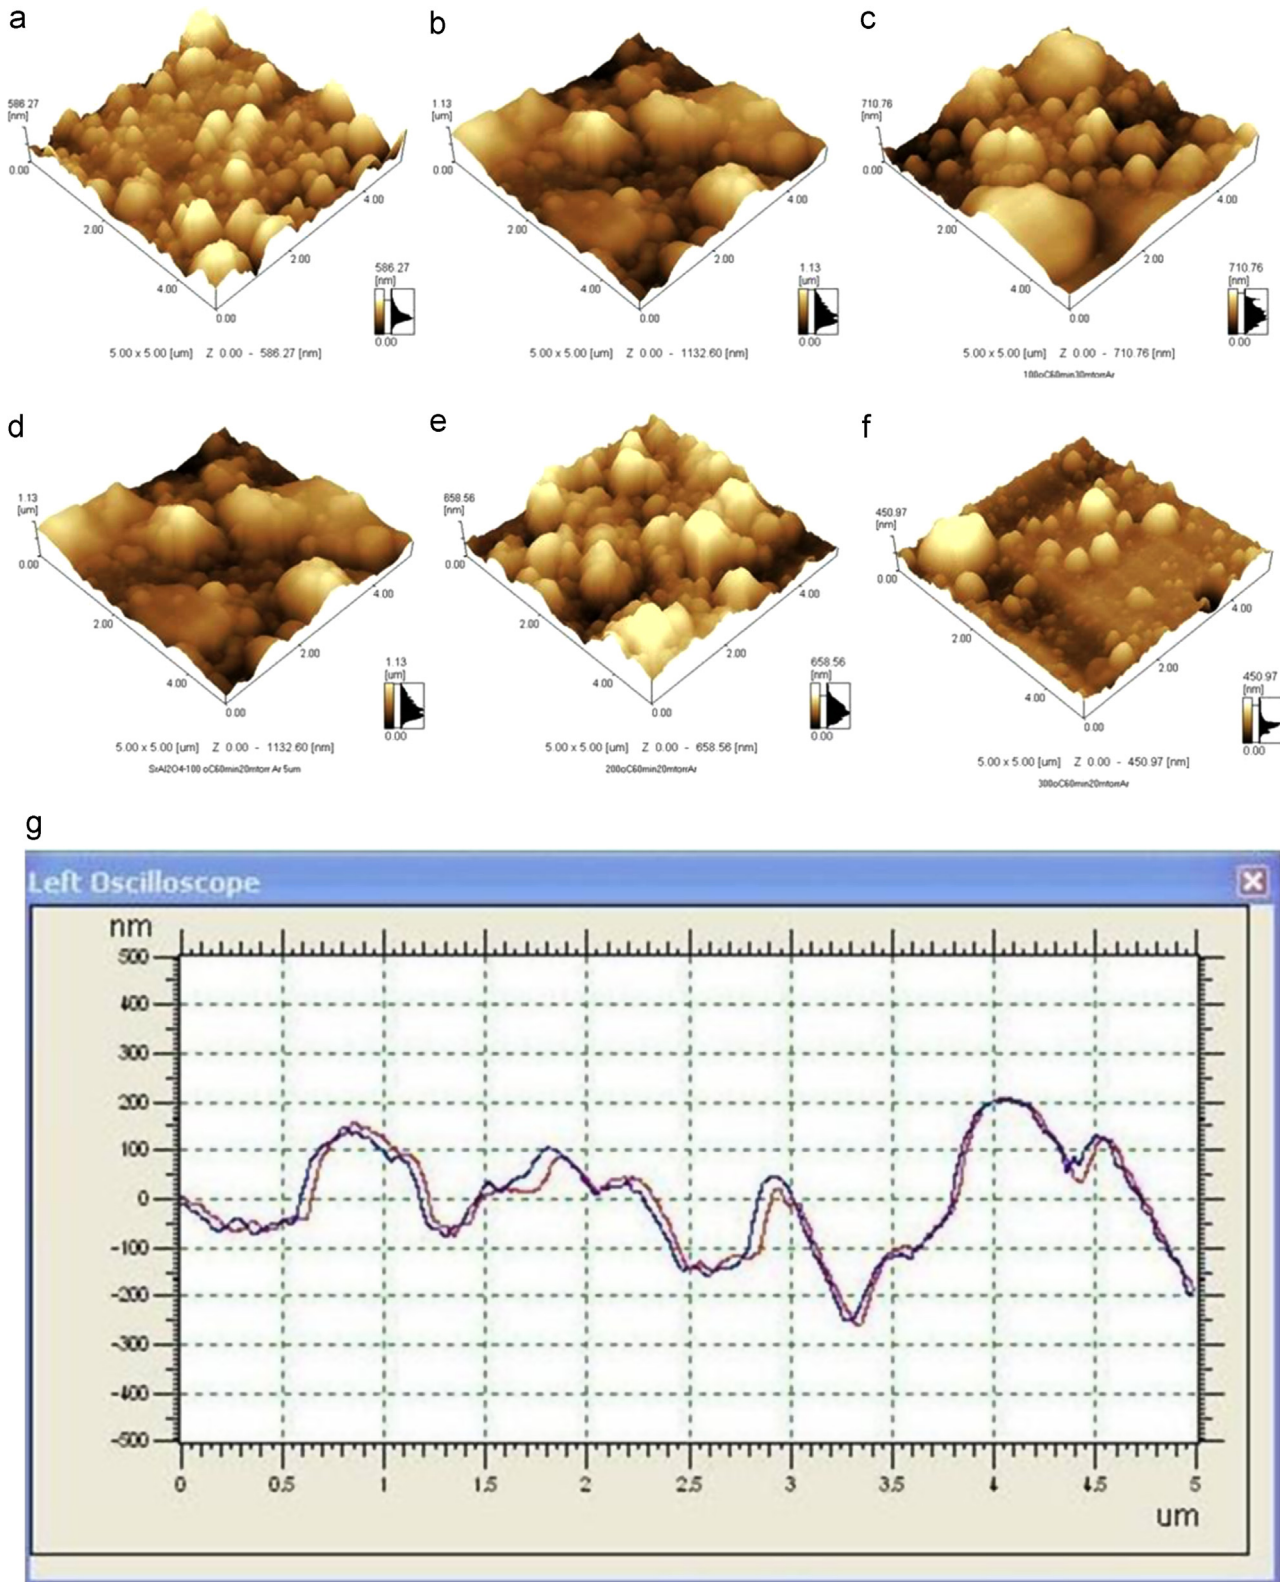 a
b
c
586.27
[nm]
0.00
2.00
4.00
0.00
2.00
4.00
586.27
[nm]
0.00
5.00 x 5.00 [um] Z 0.00 - 586.27 [nm]
1.13
[um]
0.00
2.00
4.00
0.00
2.00
4.00
1.13
[um]
0.00
5.00 x 5.00 [um] Z 0.00 - 1132.60 [nm]
710.76
[nm]
0.00
2.00
4.00
0.00
2.00
4.00
710.76
[nm]
0.00
5.00 x 5.00 [um] Z 0.00 - 710.76 [nm]
100oC60min30mtorrAr
d
e
f
1.13
[um]
0.00
2.00
4.00
0.00
2.00
4.00
1.13
[um]
0.00
5.00 x 5.00 [um] Z 0.00 - 1132.60 [nm]
SrAl2O4-100 oC60min20mtorr Ar 5um
658.56
[nm]
0.00
2.00
4.00
0.00
2.00
4.00
658.56
[nm]
0.00
5.00 x 5.00 [um] Z 0.00 - 658.56 [nm]
200oC60min20mtorrAr
450.97
[nm]
0.00
2.00
4.00
0.00
2.00
4.00
450.97
[nm]
0.00
5.00 x 5.00 [um] Z 0.00 - 450.97 [nm]
300oC60min20mtorrAr
g
Left Oscilloscope
nm
500
400
300
200
100
0
-100
-200
-300
-400
-500
0 0.5 1 1.5 2 2.5 3 3.5 4 4.5 5
um